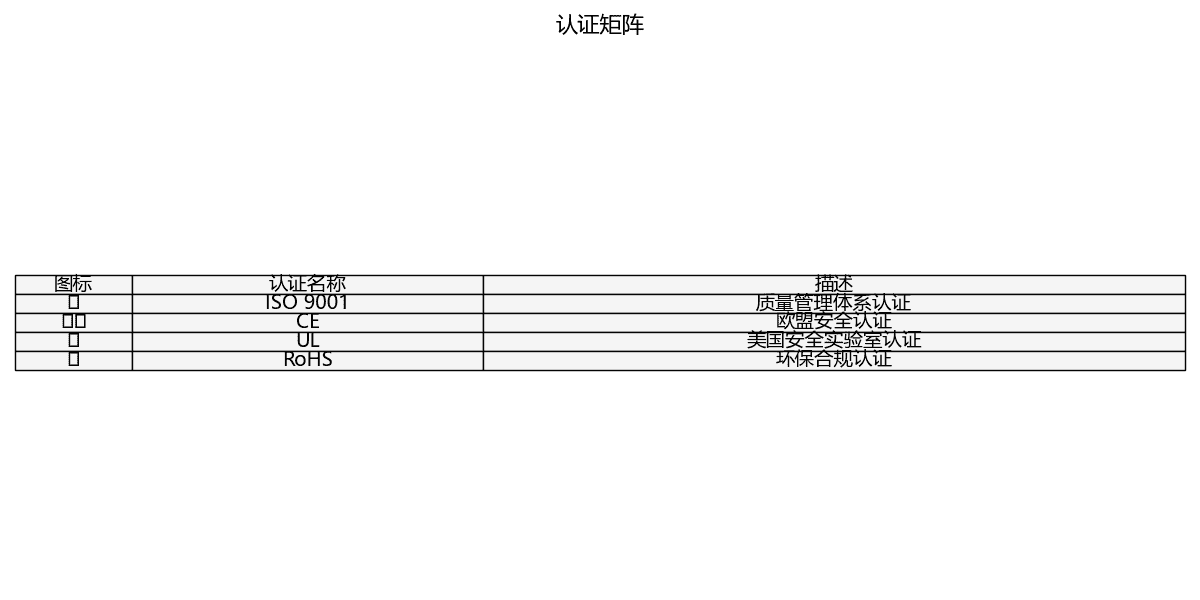 认证矩阵
图标 认证名称 描述
ISO 9001 质量管理体系认证
CE 欧盟安全认证
UL 美国安全实验室认证
RoHS 环保合规认证